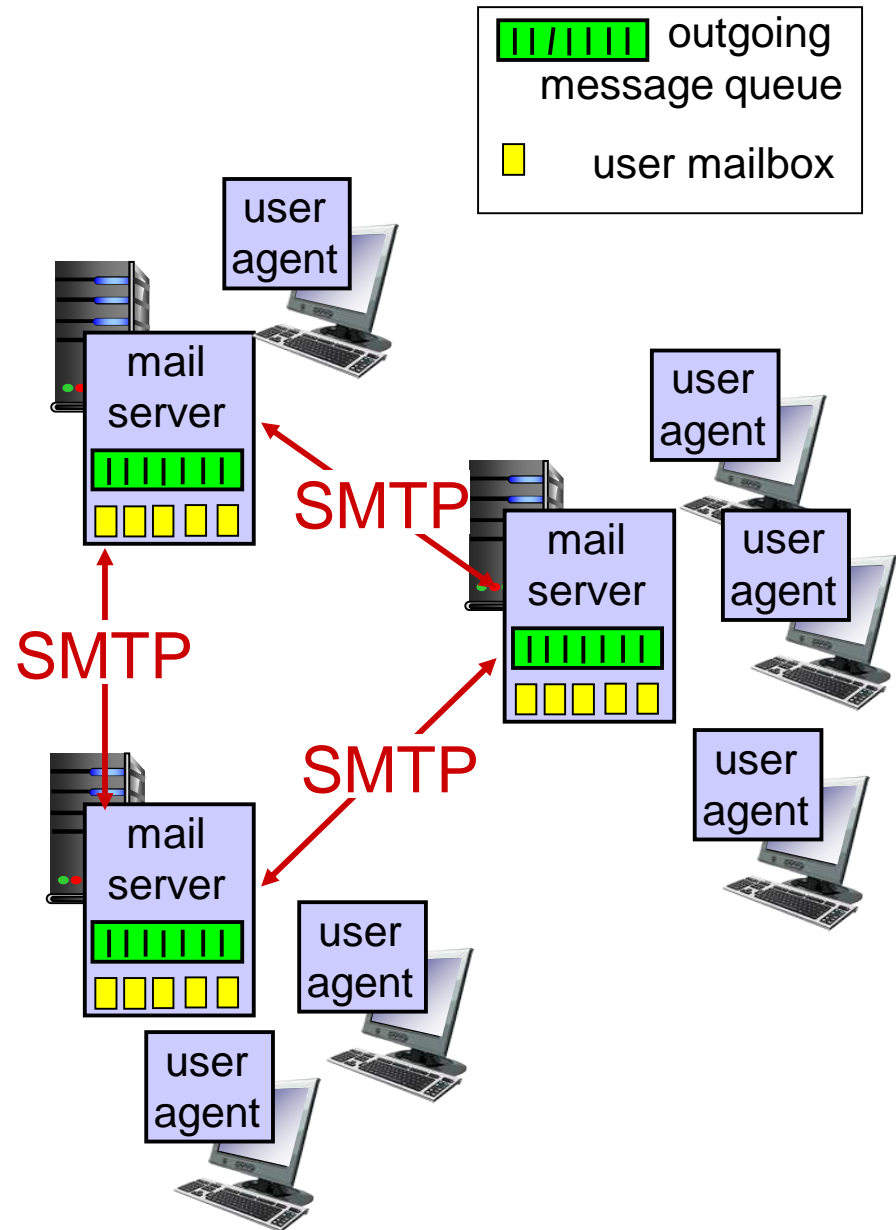 outgoing
message queue
user mailbox
user
agent
mail
server
SMTP
user
agent
mail
server
user
agent
SMTP
SMTP
user
agent
mail
server
user
agent
user
agent